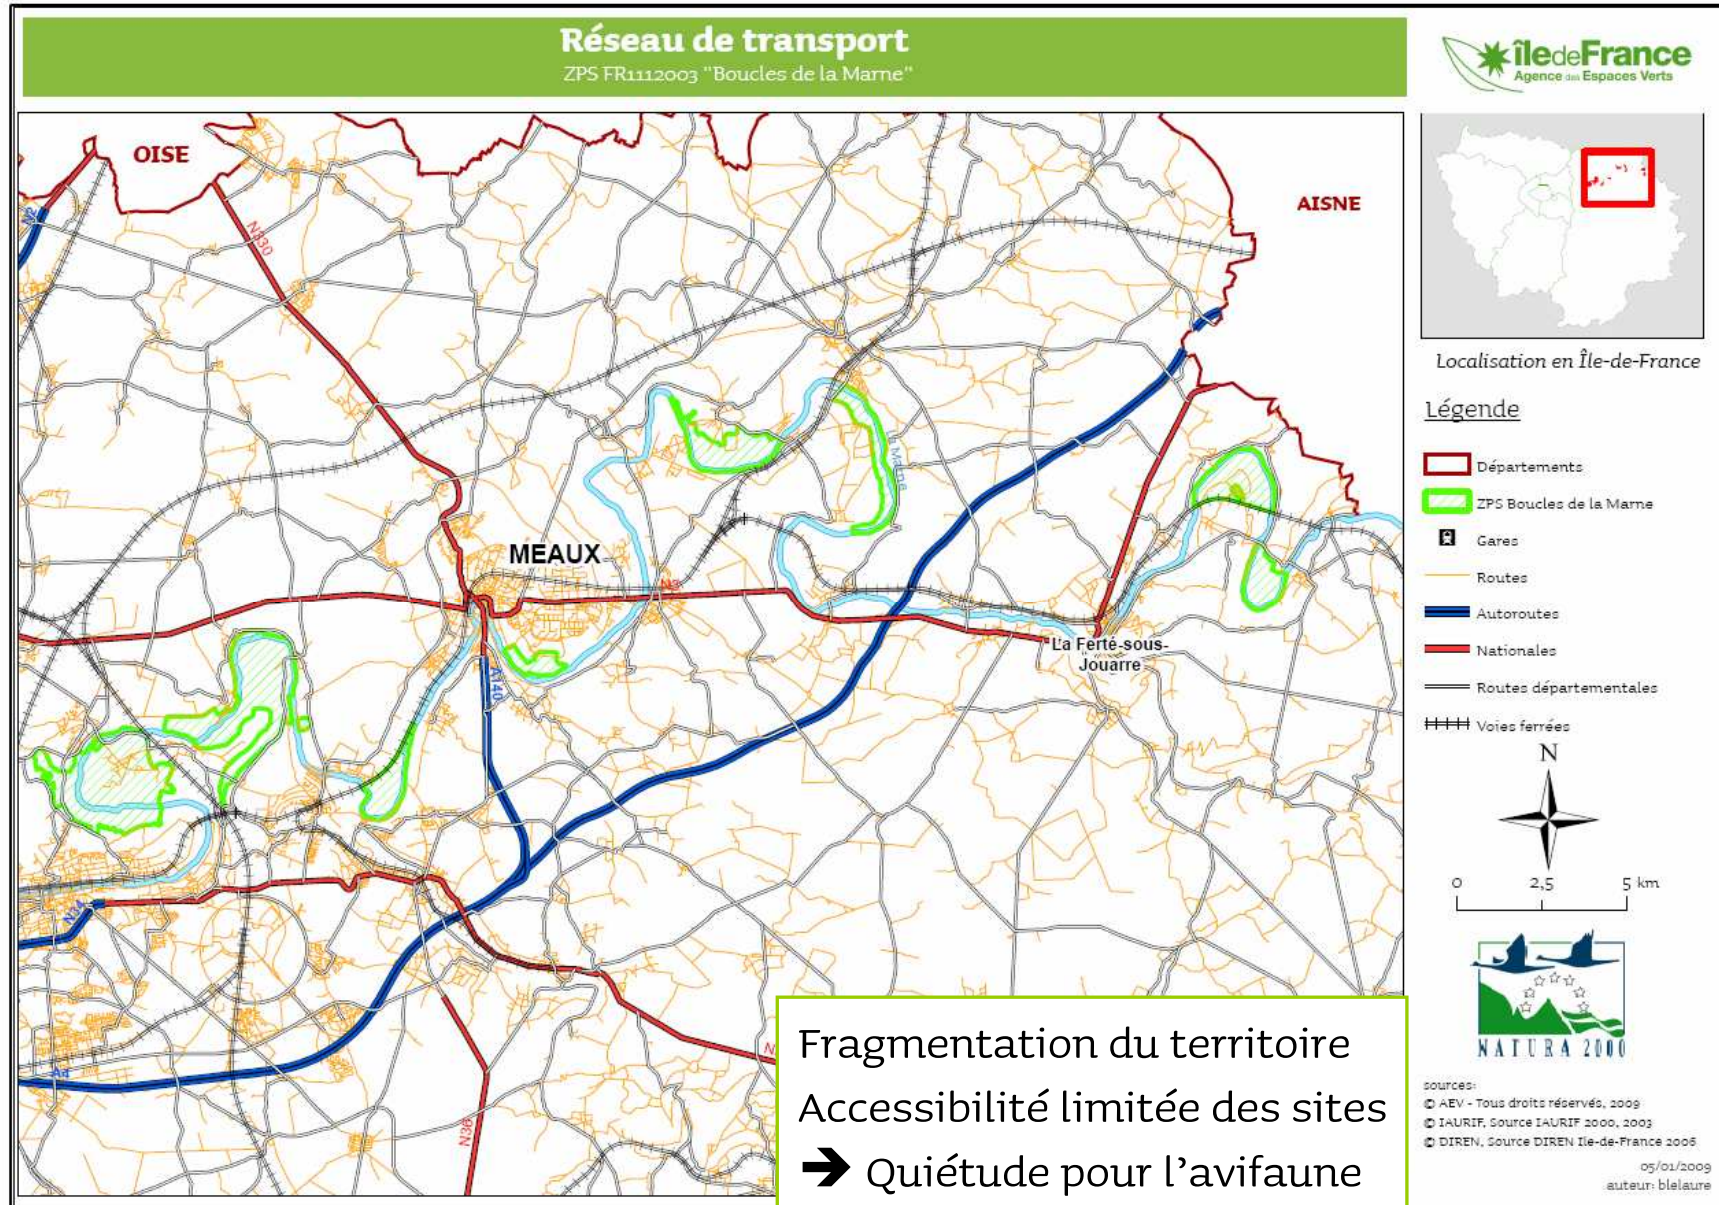 Réseau de transport
ZPS FR1112003 "Boucles de la Marne"
îledeFrance
Agence des Espaces Verts
OISE
AISNE
N330
La Marne
MEAUX
N3
La Ferté-sous-
Jouarre
A140
N34
A4
N36
Localisation en Île-de-France
Légende
Départements
ZPS Boucles de la Marne
Gares
Routes
Autoroutes
Nationales
Routes départementales
Voies ferrées
N
0 2,5 5 km
NATURA 2000
Fragmentation du territoire
Accessibilité limitée des sites
➔ Quiétude pour l'avifaune
sources:
© AEV - Tous droits réservés, 2009
© IAURIF, Source IAURIF 2000, 2003
© DIREN, Source DIREN Ile-de-France 2006
05/01/2009
auteur: blelaure